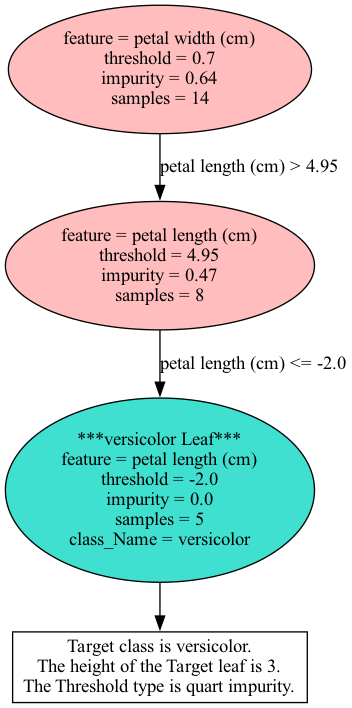 feature = petal width (cm)
threshold = 0.7
impurity = 0.64
samples = 14
petal length (cm) > 4.95
feature = petal length (cm)
threshold = 4.95
impurity = 0.47
samples = 8
petal length (cm) <= -2.0
***versicolor Leaf***
feature = petal length (cm)
threshold = -2.0
impurity = 0.0
samples = 5
class_Name = versicolor
Target class is versicolor.
The height of the Target leaf is 3.
The Threshold type is quart impurity.